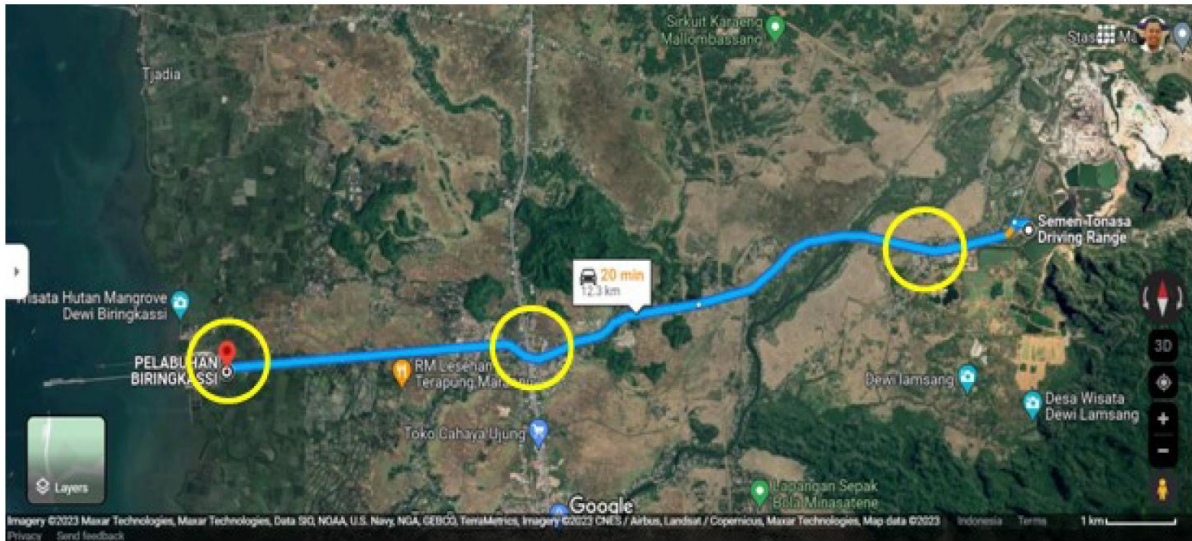 Sirkuit Karaeng
Mallombassang
Tjadia
Semen Tonasa
Driving Range
20 min
12.3 km
Wisata Hutan Mangrove
Dewi Biringkassi
PELABUHAN
BIRINGKASSI
RM Lesehan
Terapung
3D
Dewi lamsang
Desa Wisata
Dewi Lamsang
Toko Cahaya Ujung
Layers
Lapangan Sepak
Bola Minasatene
Google
Imagery ©2023 Maxar Technologies, Maxar Technologies, Data SIO, NOAA, U.S. Navy, NGA, GEBCO, TerraMetrics, Imagery ©2023 CNES / Airbus, Landsat / Copernicus, Maxar Technologies, Map data ©2023 Indonesia Terms 1 km
Privacy Send feedback